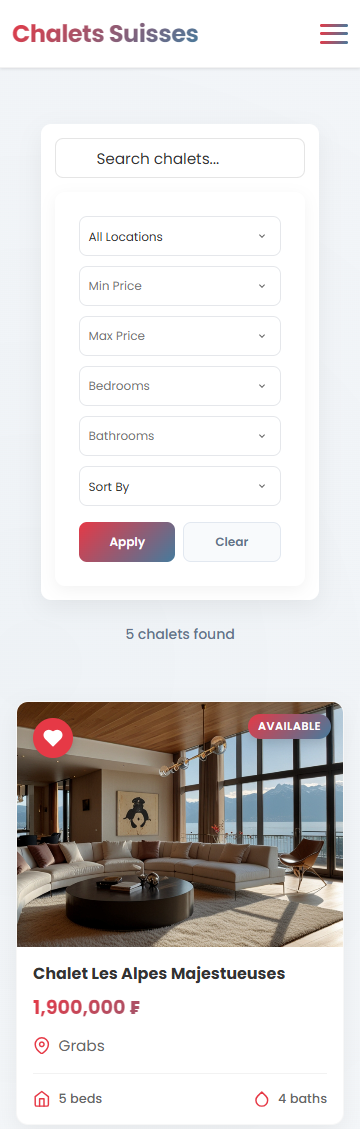 Chalets Suisses
Search chalets...
All Locations
Min Price
Max Price
Bedrooms
Bathrooms
Sort By
Apply
Clear
5 chalets found
AVAILABLE
Chalet Les Alpes Majestueuses
1,900,000 ₣
Grabs
5 beds
4 baths